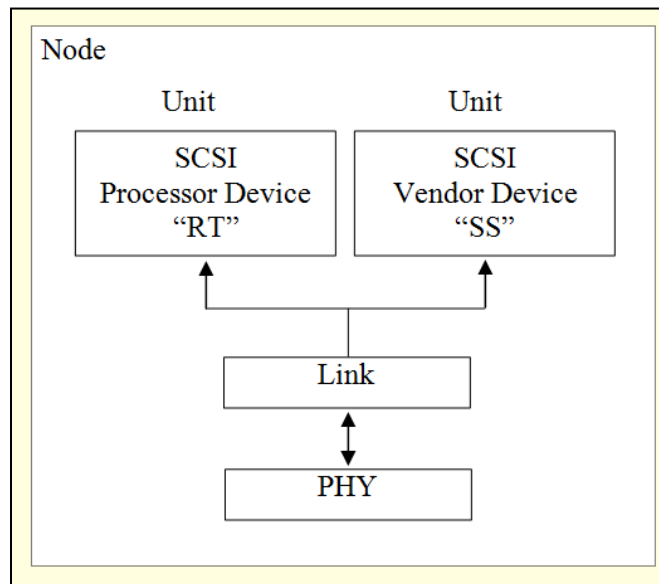 Node
Unit
Unit
SCSI
Processor Device
“RT”
SCSI
Vendor Device
“SS”
Link
PHY